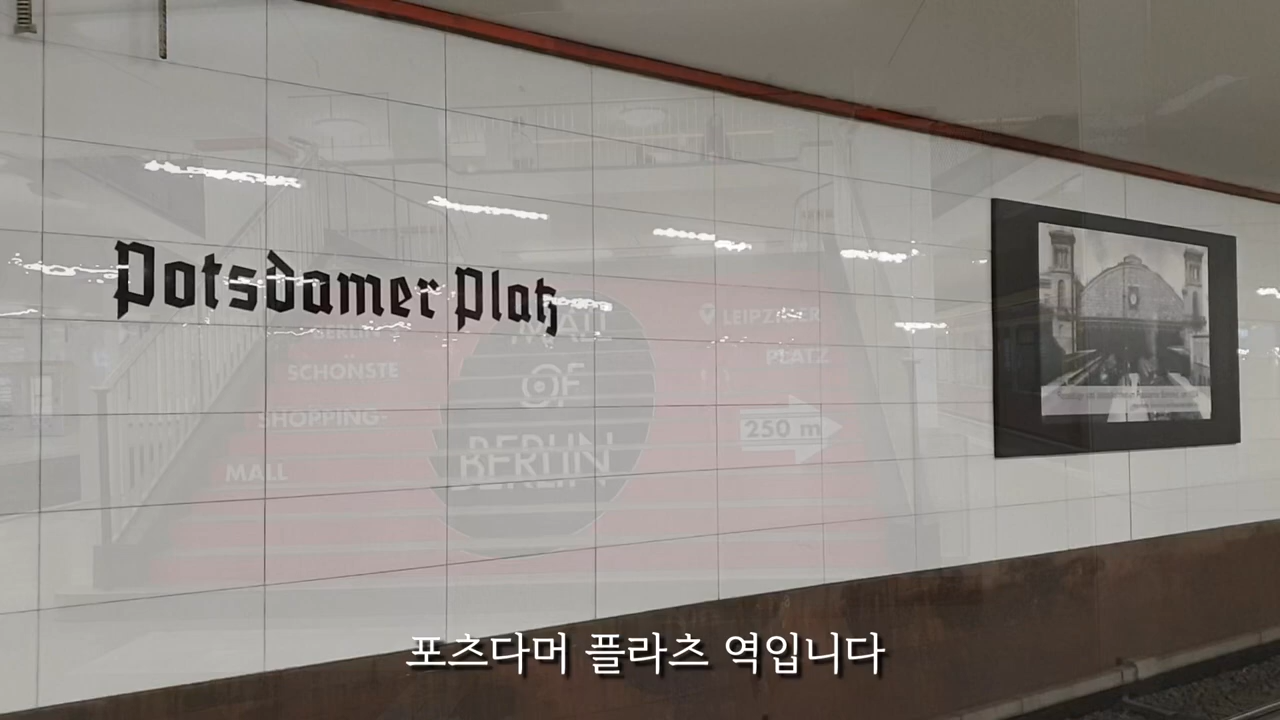 Potsdamer Platz
BERLIN
SCHÖNSTE
SHOPPING-
MALL
MALL
OF
BERLIN
LEIPZIGER
PLATZ
250 m
포츠다머 플라츠 역입니다